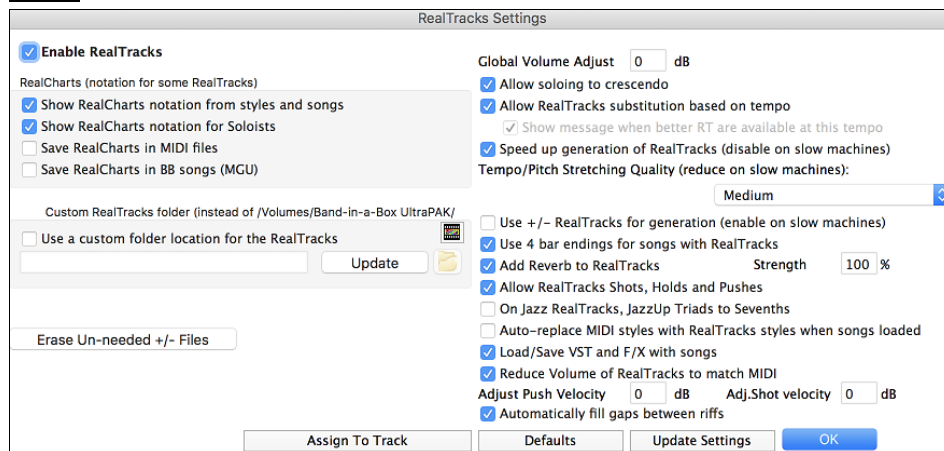 RealTracks Settings
Enable RealTracks
RealCharts (notation for some RealTracks)
Show RealCharts notation from styles and songs
Show RealCharts notation for Soloists
Save RealCharts in MIDI files
Save RealCharts in BB songs (MGU)
Custom RealTracks folder (instead of /Volumes/Band-in-a-Box UltraPAK/
Use a custom folder location for the RealTracks
Update
Erase Un-needed +/- Files
Global Volume Adjust 0 dB
Allow soloing to crescendo
Allow RealTracks substitution based on tempo
Show message when better RT are available at this tempo
Speed up generation of RealTracks (disable on slow machines)
Tempo/Pitch Stretching Quality (reduce on slow machines):
Medium
Use +/- RealTracks for generation (enable on slow machines)
Use 4 bar endings for songs with RealTracks
Add Reverb to RealTracks Strength 100 %
Allow RealTracks Shots, Holds and Pushes
On Jazz RealTracks, JazzUp Triads to Sevenths
Auto-replace MIDI styles with RealTracks styles when songs loaded
Load/Save VST and F/X with songs
Reduce Volume of RealTracks to match MIDI
Adjust Push Velocity 0 dB Adj.Shot velocity 0 dB
Automatically fill gaps between riffs
Assign To Track Defaults Update Settings OK